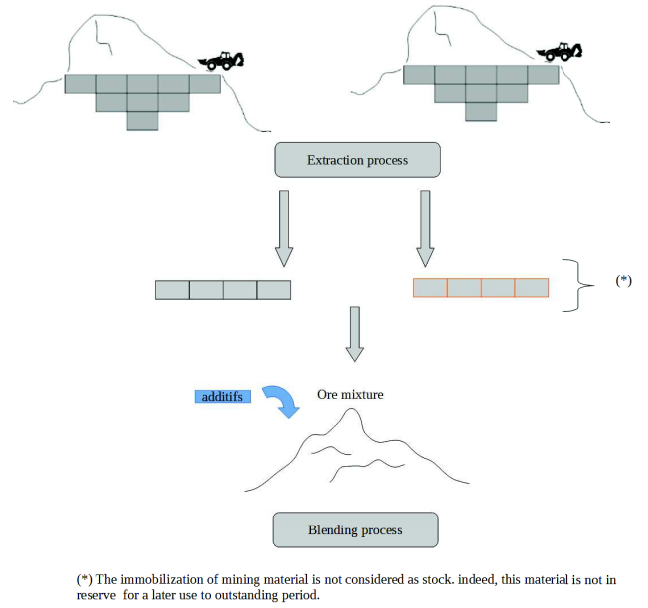 Extraction process
(*)
additifs
Ore mixture
Blending process
(*) The immobilization of mining material is not considered as stock. indeed, this material is not in
reserve for a later use to outstanding period.